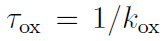 τ_ox = 1/k_ox